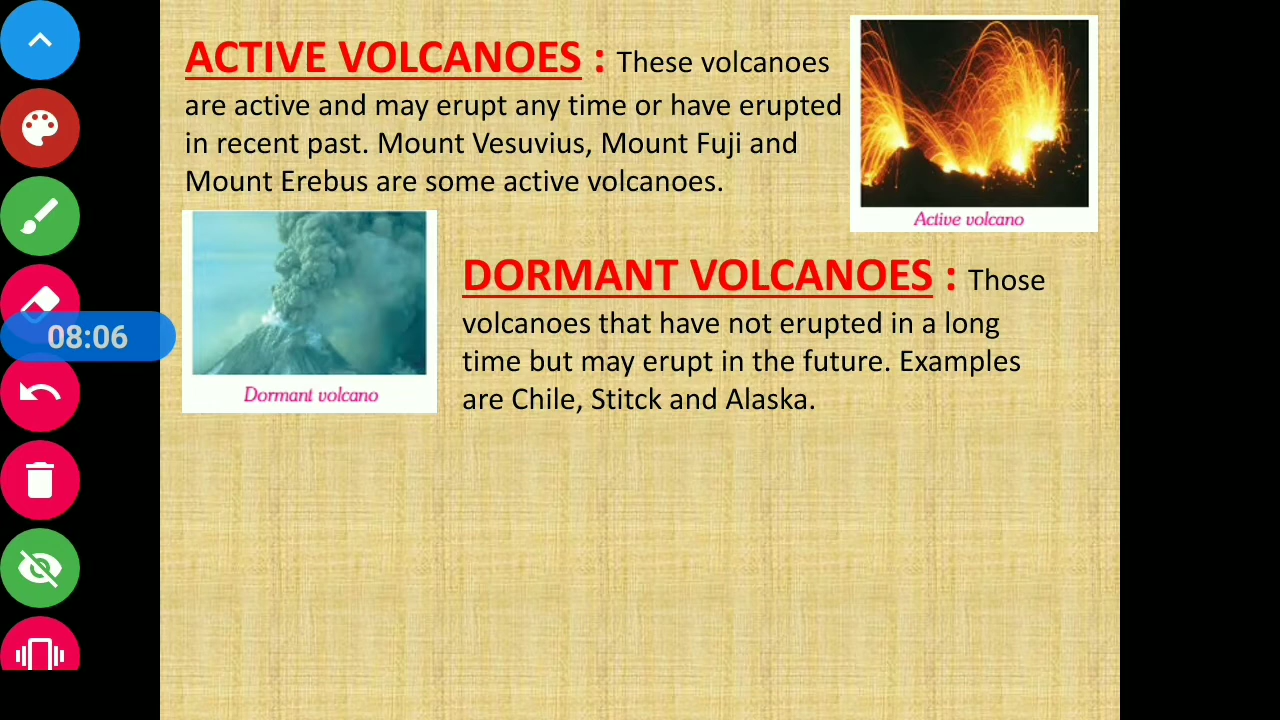 ACTIVE VOLCANOES : These volcanoes
are active and may erupt any time or have erupted
in recent past. Mount Vesuvius, Mount Fuji and
Mount Erebus are some active volcanoes.
Active volcano
DORMANT VOLCANOES : Those
volcanoes that have not erupted in a long
time but may erupt in the future. Examples
are Chile, Stitck and Alaska.
Dormant volcano
08:06